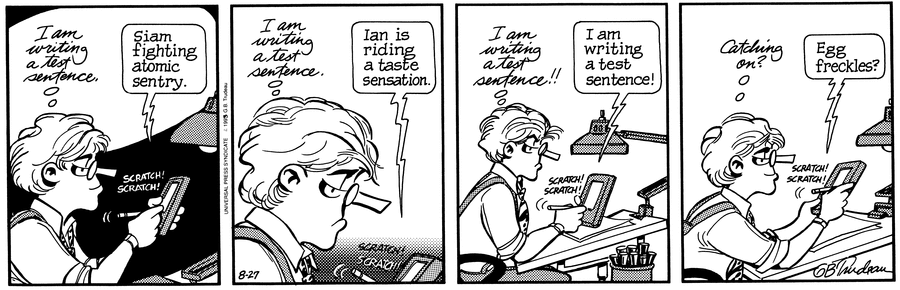 I am
writing
a test
sentence.
Siam
fighting
atomic
sentry.
SCRATCH!
SCRATCH!
UNIVERSAL PRESS SYNDICATE © 1993 G.B. Trudeau
I am
writing
a test
sentence.
Ian is
riding
a taste
sensation.
SCRATCH!
SCRATCH!
8-27
I am
writing
a test
sentence!!
I am
writing
a test
sentence!
SCRATCH!
SCRATCH!
Catching
on?
Egg
freckles?
SCRATCH!
SCRATCH!
GBTrudeau